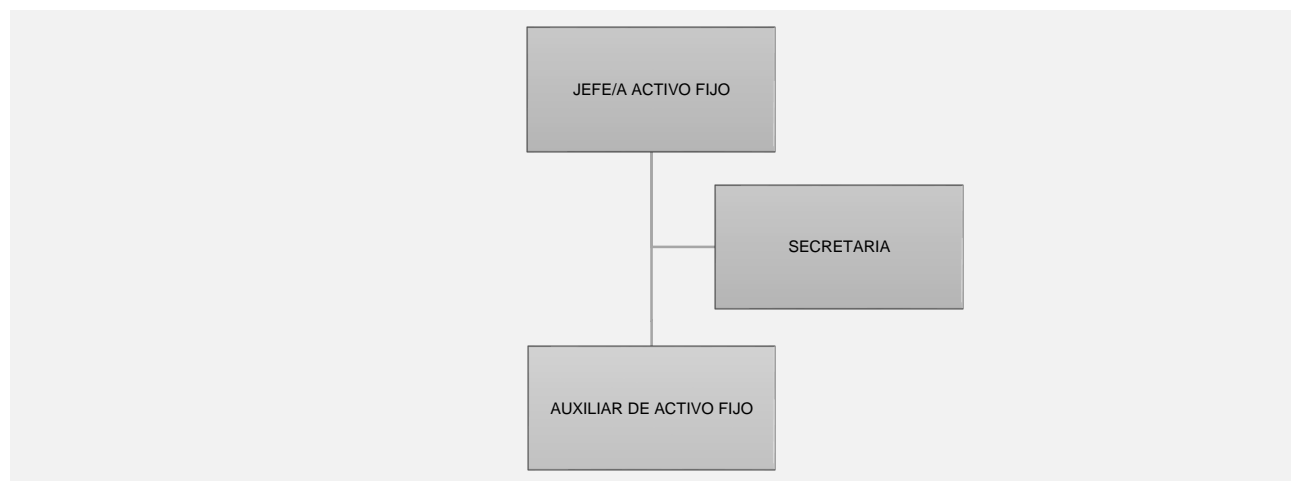 JEFE/A ACTIVO FIJO
SECRETARIA
AUXILIAR DE ACTIVO FIJO